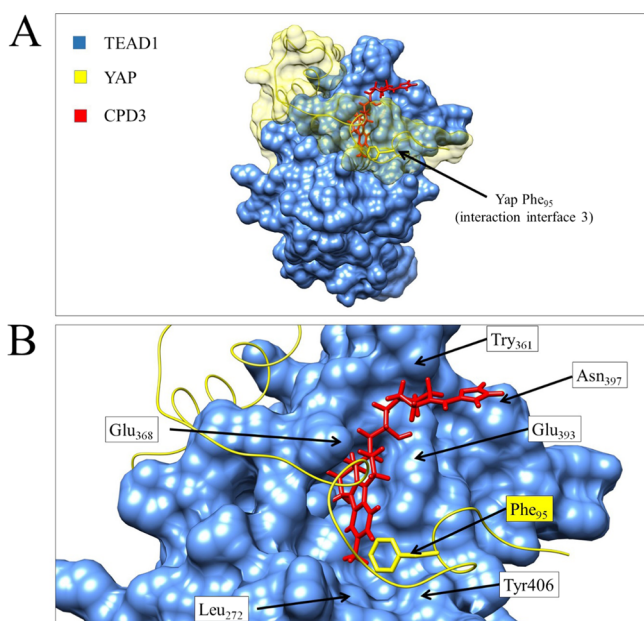 A
TEAD1
YAP
CPD3
Yap Phe₉₅
(interaction interface 3)
B
Try₃₆₁
Asn₃₉₇
Glu₃₆₈
Glu₃₉₃
Phe₉₅
Tyr406
Leu₂₇₂